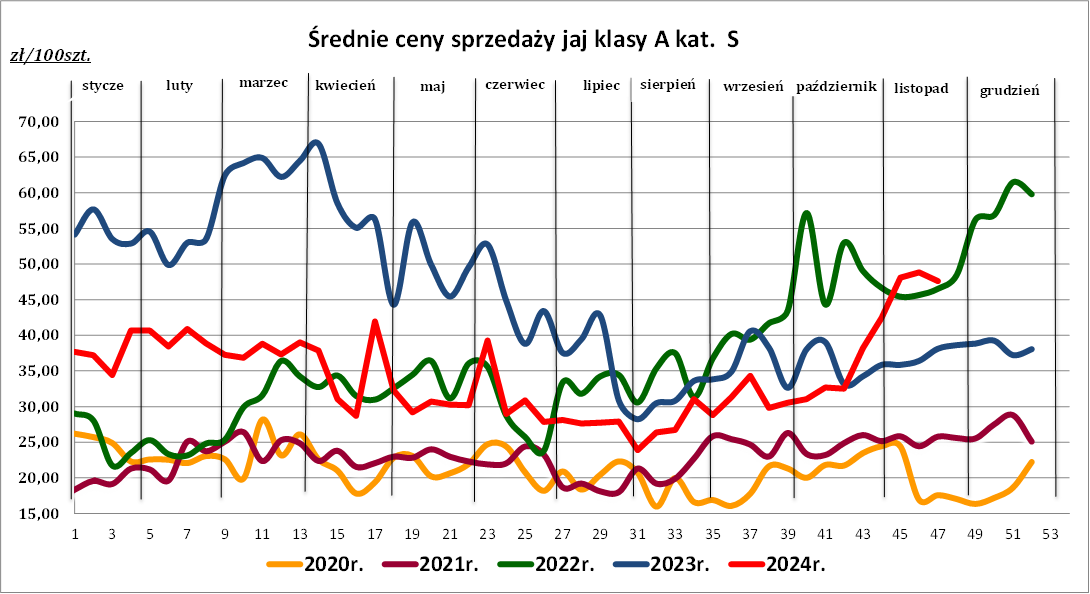 Średnie ceny sprzedaży jaj klasy A kat. S
zł/100szt.
stycze luty marzec kwiecień maj czerwiec lipiec sierpień wrzesień październik listopad grudzień
70,00
65,00
60,00
55,00
50,00
45,00
40,00
35,00
30,00
25,00
20,00
15,00
1 3 5 7 9 11 13 15 17 19 21 23 25 27 29 31 33 35 37 39 41 43 45 47 49 51 53
2020r. 2021r. 2022r. 2023r. 2024r.